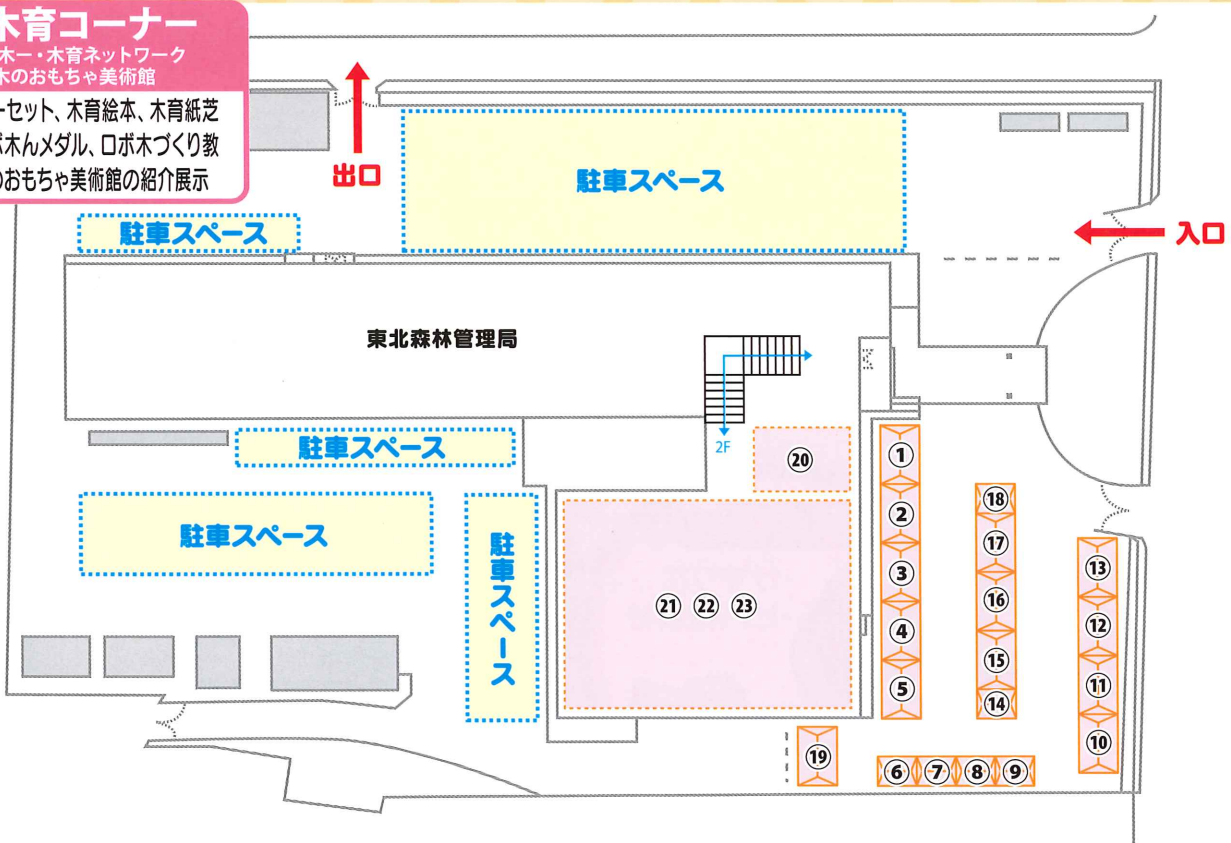 木育コーナー
木一・木育ネットワーク
木のおもちゃ美術館
ーセット、木育絵本、木育紙芝
ボ木んメダル、ロボ木づくり教
のおもちゃ美術館の紹介展示
出口
駐車スペース
駐車スペース
入口
東北森林管理局
2F
駐車スペース
駐車スペース
駐車スペース
⑳
㉑ ㉒ ㉓
①
②
③
④
⑤
⑱
⑰
⑯
⑮
⑭
⑬
⑫
⑪
⑩
⑲
⑥ ⑦ ⑧ ⑨